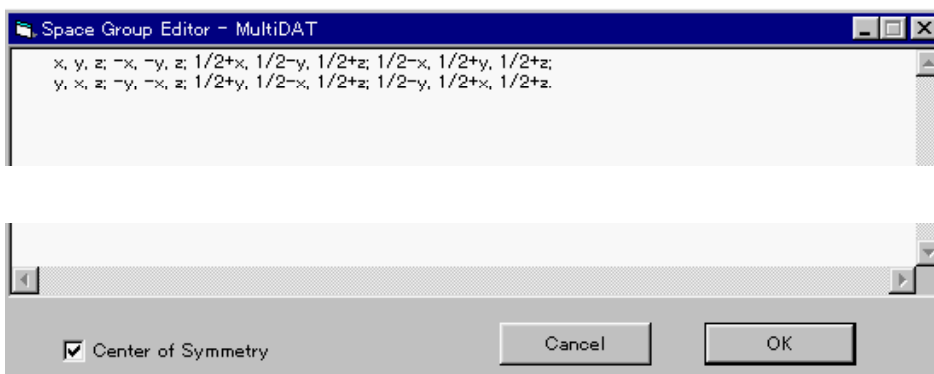 Space Group Editor - MultiDAT
x, y, z; -x, -y, z; 1/2+x, 1/2-y, 1/2+z; 1/2-x, 1/2+y, 1/2+z;
y, x, z; -y, -x, z; 1/2+y, 1/2-x, 1/2+z; 1/2-y, 1/2+x, 1/2+z.
Center of Symmetry
Cancel
OK